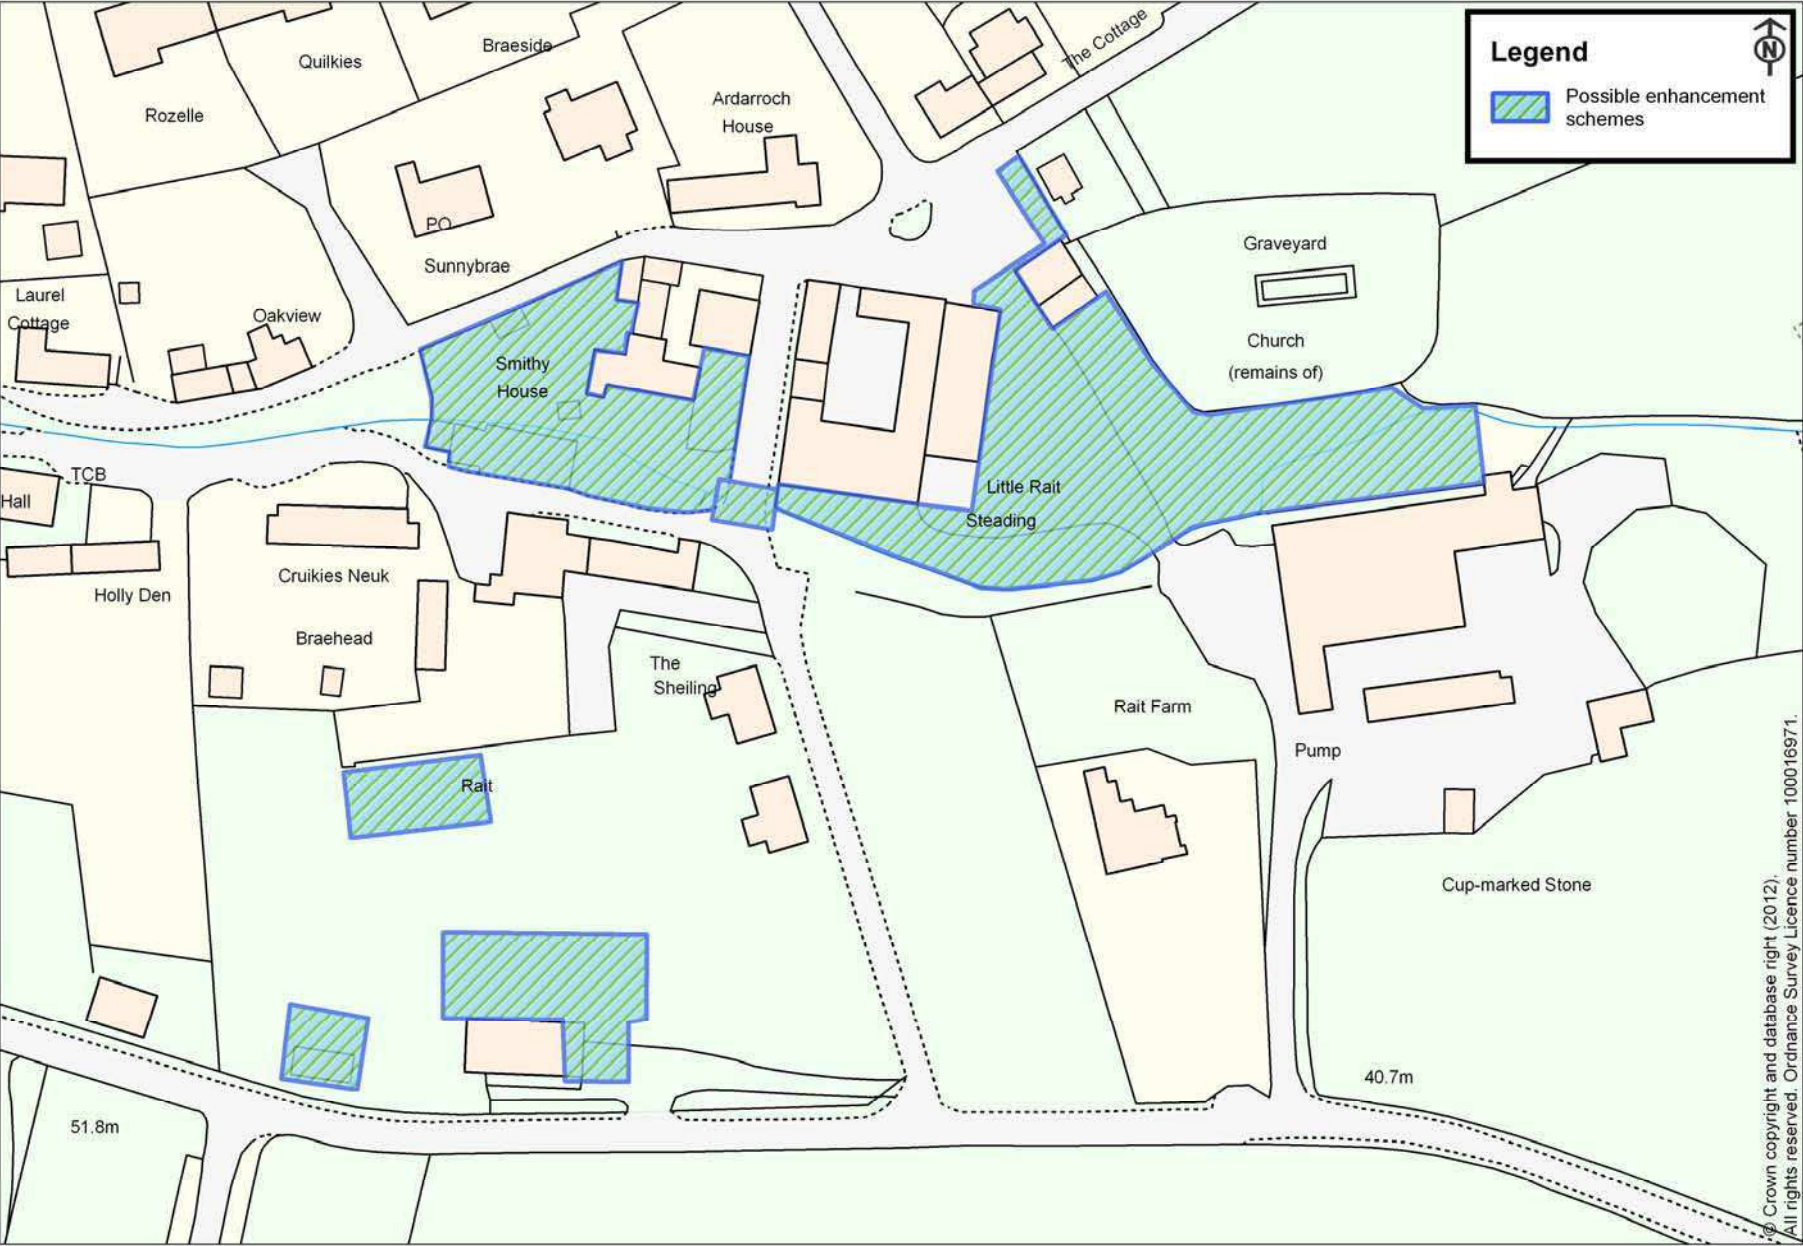 Legend
N
Possible enhancement
schemes
Quilkies
Braeside
The Cottage
Rozelle
Ardarroch
House
PO
Sunnybrae
Graveyard
Laurel
Cottage
Oakview
Church
(remains of)
Smithy
House
TCB
Hall
Little Rait
Steading
Cruikies Neuk
Holly Den
Braehead
The
Sheiling
Rait Farm
Pump
Rait
Cup-marked Stone
40.7m
51.8m
© Crown copyright and database right (2012).
All rights reserved. Ordnance Survey Licence number 100016971.